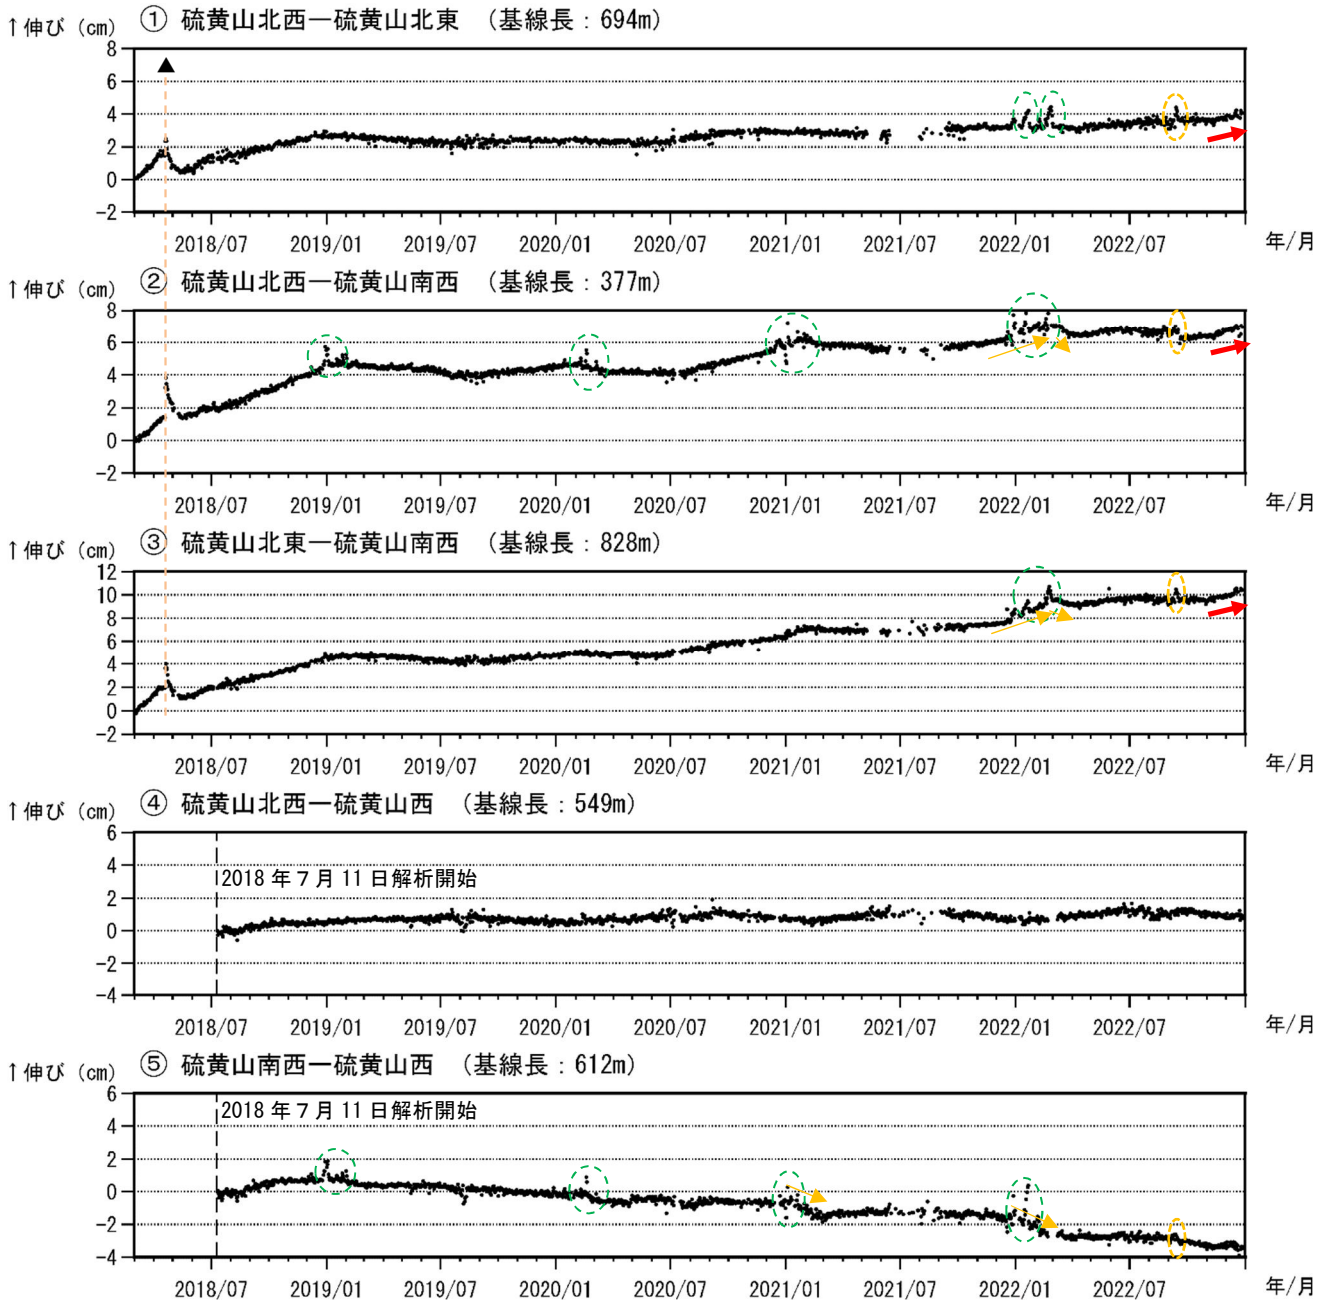 ↑伸び (cm) ① 硫黄山北西ー硫黄山北東 (基線長：694m)
8
6
4
2
0
-2
2018/07 2019/01 2019/07 2020/01 2020/07 2021/01 2021/07 2022/01 2022/07 年/月
↑伸び (cm) ② 硫黄山北西ー硫黄山南西 (基線長：377m)
8
6
4
2
0
-2
2018/07 2019/01 2019/07 2020/01 2020/07 2021/01 2021/07 2022/01 2022/07 年/月
↑伸び (cm) ③ 硫黄山北東ー硫黄山南西 (基線長：828m)
12
10
8
6
4
2
0
-2
2018/07 2019/01 2019/07 2020/01 2020/07 2021/01 2021/07 2022/01 2022/07 年/月
↑伸び (cm) ④ 硫黄山北西ー硫黄山西 (基線長：549m)
6
4
2018 年 7 月 11 日解析開始
2
0
-2
-4
2018/07 2019/01 2019/07 2020/01 2020/07 2021/01 2021/07 2022/01 2022/07 年/月
↑伸び (cm) ⑤ 硫黄山南西ー硫黄山西 (基線長：612m)
6
2018 年 7 月 11 日解析開始
4
2
0
-2
-4
2018/07 2019/01 2019/07 2020/01 2020/07 2021/01 2021/07 2022/01 2022/07 年/月